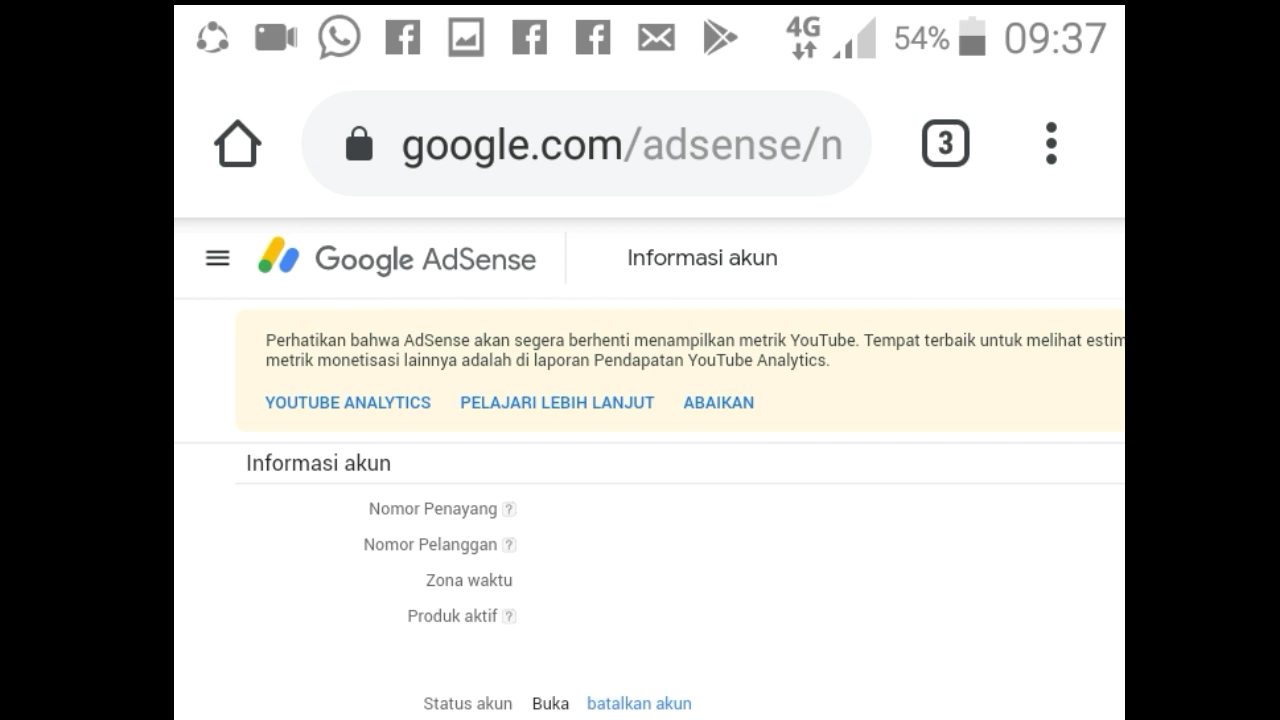 4G 54% 09:37
google.com/adsense/n 3
Google AdSense Informasi akun
Perhatikan bahwa AdSense akan segera berhenti menampilkan metrik YouTube. Tempat terbaik untuk melihat estim
metrik monetisasi lainnya adalah di laporan Pendapatan YouTube Analytics.
YOUTUBE ANALYTICS PELAJARI LEBIH LANJUT ABAIKAN
Informasi akun
Nomor Penayang ?
Nomor Pelanggan ?
Zona waktu
Produk aktif ?
Status akun Buka batalkan akun